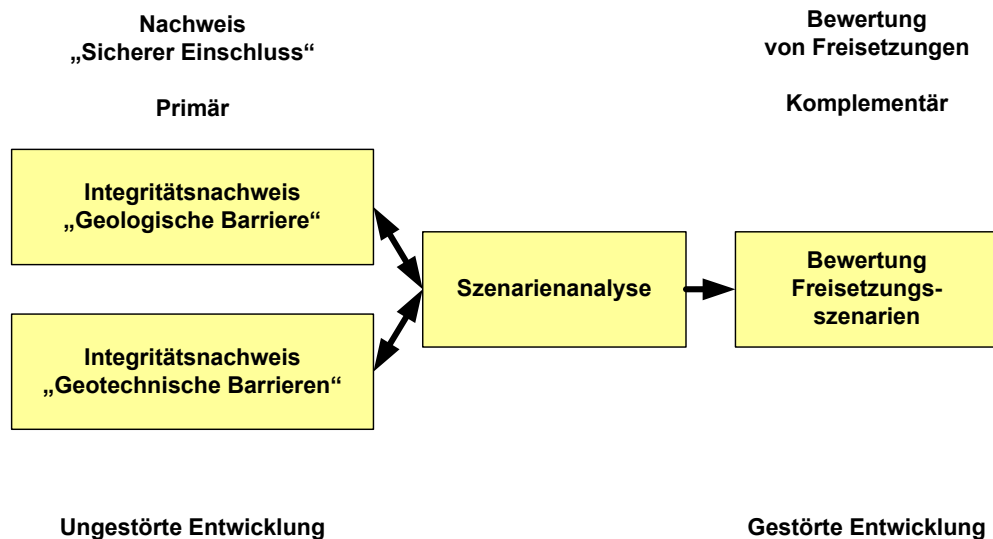 Nachweis
„Sicherer Einschluss“
Primär
Bewertung
von Freisetzungen
Komplementär
Integritätsnachweis
„Geologische Barriere“
Integritätsnachweis
„Geotechnische Barrieren“
Szenarienanalyse
Bewertung
Freisetzungs-
szenarien
Ungestörte Entwicklung
Gestörte Entwicklung